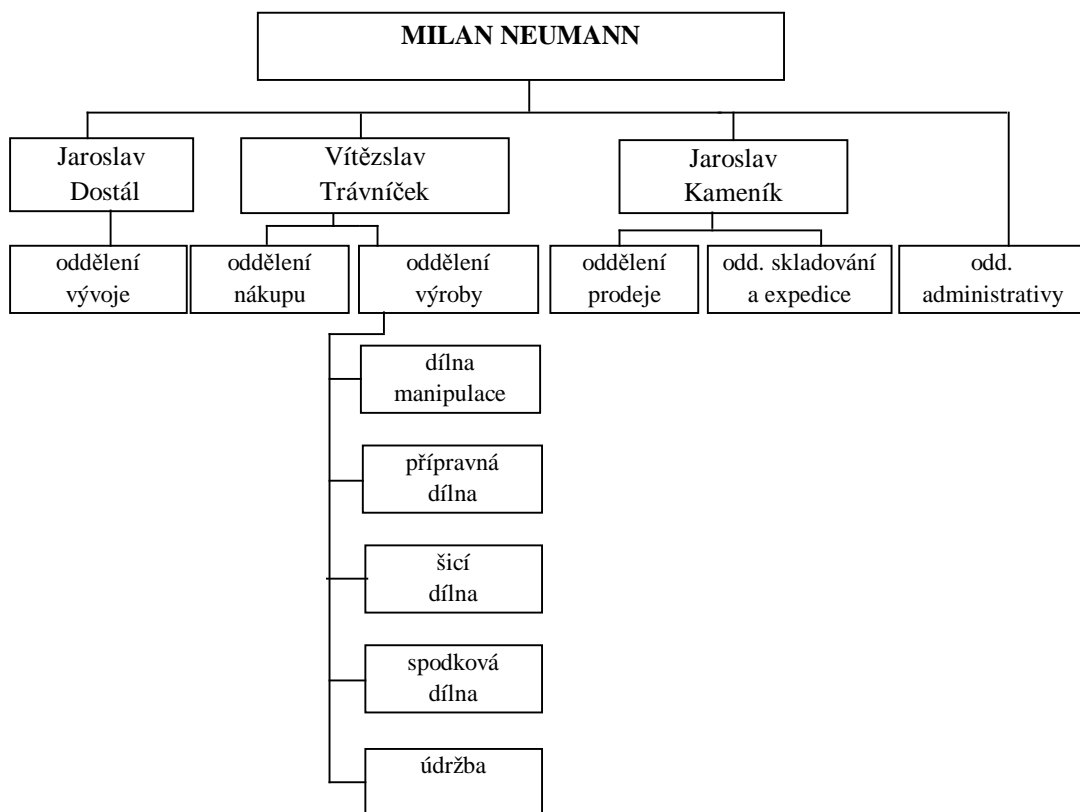 MILAN NEUMANN
Jaroslav
Dostál
Vítězslav
Trávníček
Jaroslav
Kameník
oddělení
vývoje
oddělení
nákupu
oddělení
výroby
oddělení
prodeje
odd. skladování
a expedice
odd.
administrativy
dílna
manipulace
přípravná
dílna
šicí
dílna
spodková
dílna
údržba